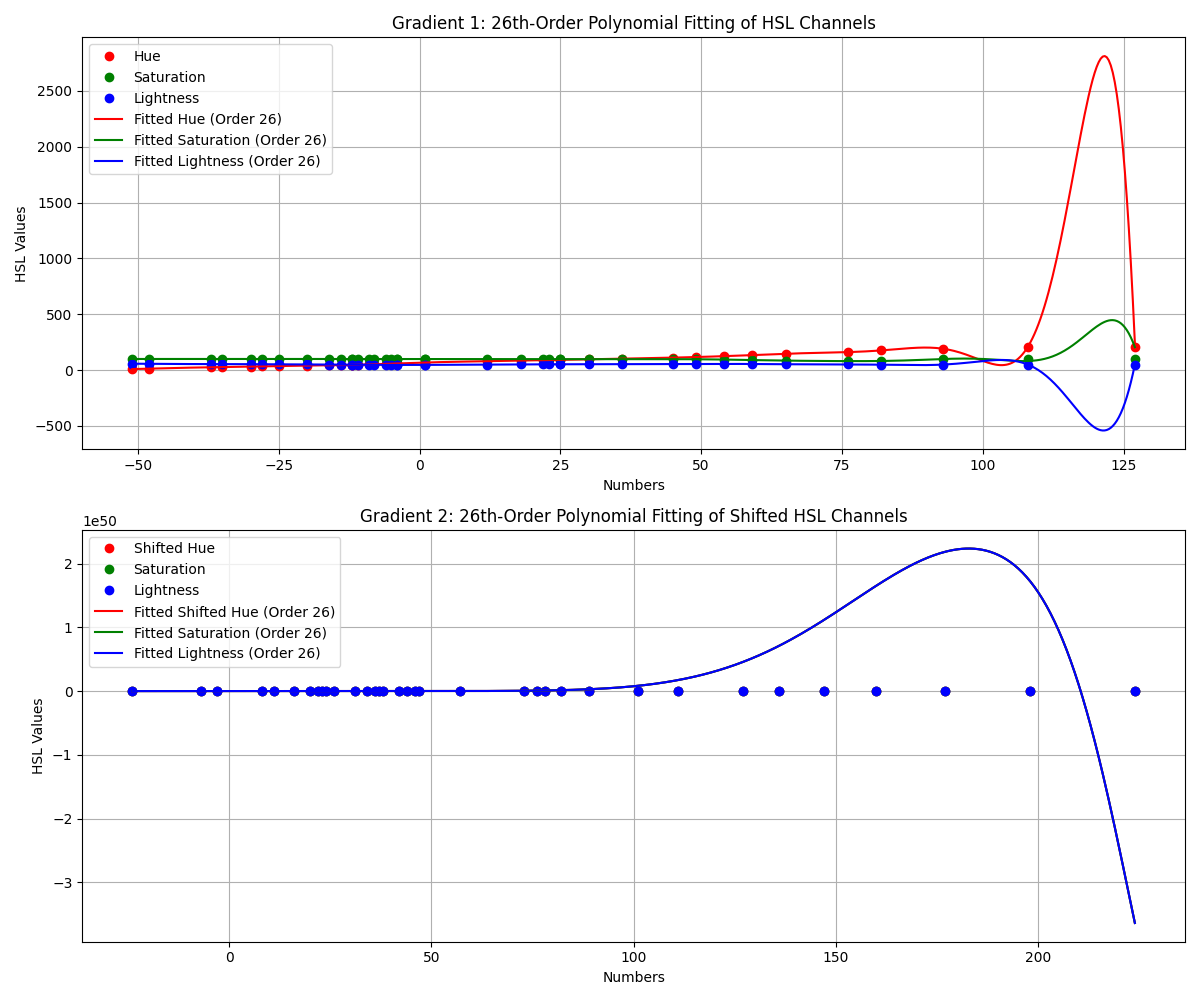 Gradient 1: 26th-Order Polynomial Fitting of HSL Channels
Hue
Saturation
Lightness
Fitted Hue (Order 26)
Fitted Saturation (Order 26)
Fitted Lightness (Order 26)
HSL Values
2500
2000
1500
1000
500
0
−500
−50
−25
0
25
50
75
100
125
Numbers
Gradient 2: 26th-Order Polynomial Fitting of Shifted HSL Channels
1e50
Shifted Hue
Saturation
Lightness
Fitted Shifted Hue (Order 26)
Fitted Saturation (Order 26)
Fitted Lightness (Order 26)
HSL Values
2
1
0
−1
−2
−3
0
50
100
150
200
Numbers